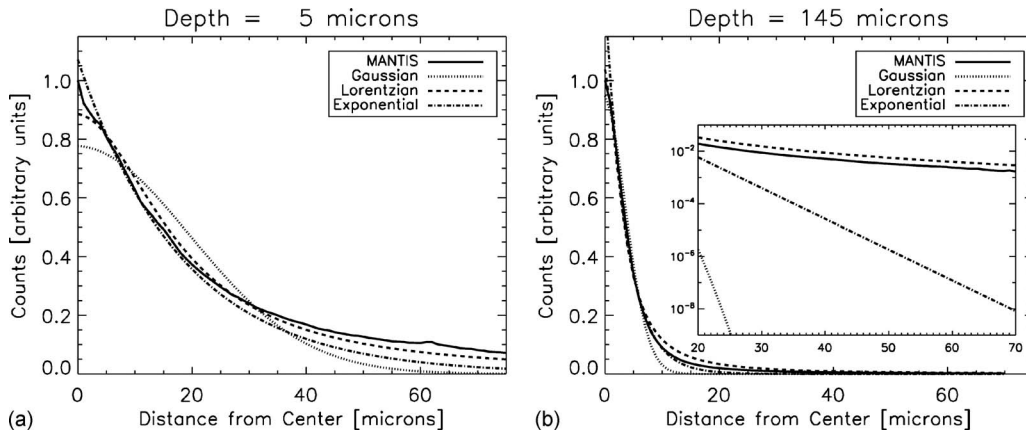 Depth = 5 microns
Counts [arbitrary units]
1.0
0.8
0.6
0.4
0.2
0.0
MANTIS
Gaussian
Lorentzian
Exponential
0 20 40 60
Distance from Center [microns]
(a)
Depth = 145 microns
Counts [arbitrary units]
1.0
0.8
0.6
0.4
0.2
0.0
MANTIS
Gaussian
Lorentzian
Exponential
10⁻²
10⁻⁴
10⁻⁶
10⁻⁸
20 30 40 50 60 70
0 20 40 60
Distance from Center [microns]
(b)